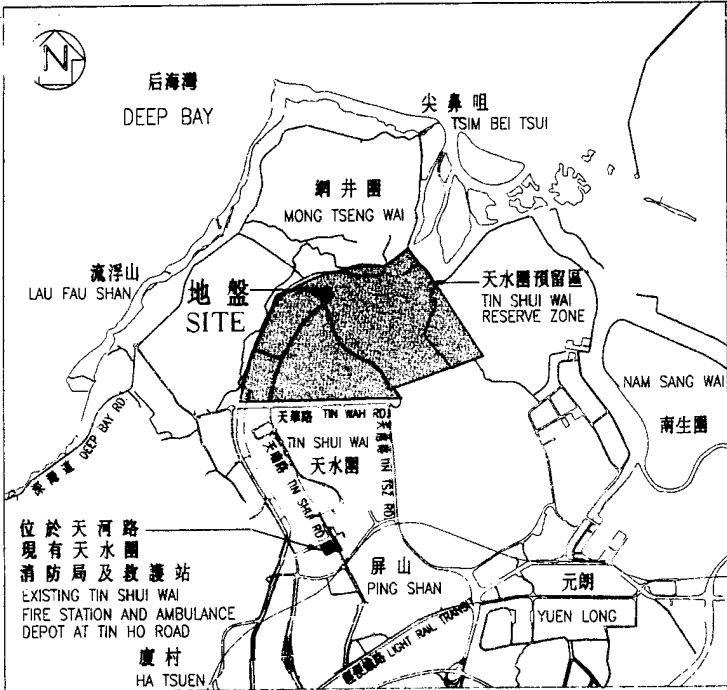 N
后海灣
DEEP BAY
尖鼻咀
TSIM BEI TSUI
網井圍
MONG TSENG WAI
流浮山
LAU FAU SHAN
地盤
SITE
天水圍預留區
TIN SHUI WAI
RESERVE ZONE
NAM SANG WAI
南生圍
天華路 TIN WAH RD
TIN SHUI WAI
天水圍
TIN SHUI RD
TIN TSZ RD
深灣道 DEEP BAY RD
位於天河路
現有天水圍
消防局及救護站
EXISTING TIN SHUI WAI
FIRE STATION AND AMBULANCE
DEPOT AT TIN HO ROAD
屏山
PING SHAN
元朗
YUEN LONG
LIGHT RAIL TRANSIT
廈村
HA TSUEN